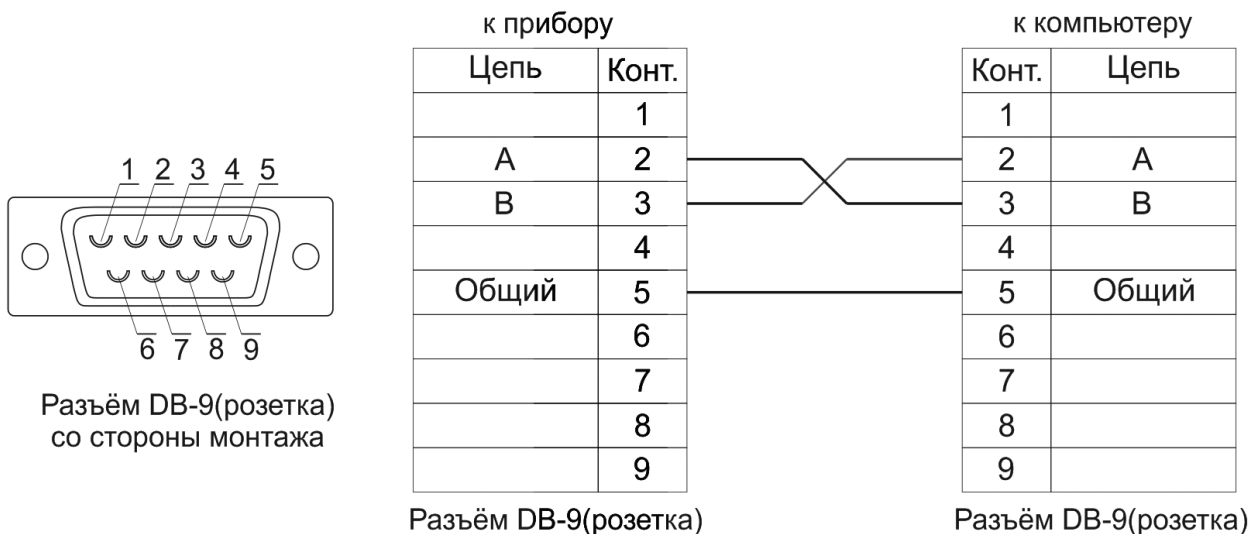 1 2 3 4 5
6 7 8 9
Разъём DB-9(розетка)
со стороны монтажа
к прибору
Цепь Конт.
1
А 2
В 3
4
Общий 5
6
7
8
9
Разъём DB-9(розетка)
к компьютеру
Конт. Цепь
1
2 А
3 В
4
5 Общий
6
7
8
9
Разъём DB-9(розетка)